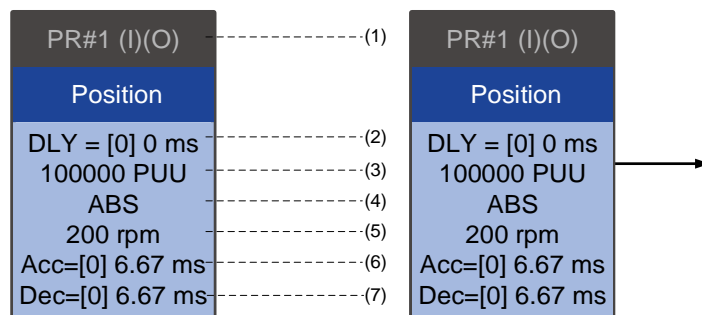 PR#1 (I)(O)
(1)
Position
DLY = [0] 0 ms
(2)
100000 PUU
(3)
ABS
(4)
200 rpm
(5)
Acc=[0] 6.67 ms
(6)
Dec=[0] 6.67 ms
(7)
PR#1 (I)(O)
Position
DLY = [0] 0 ms
100000 PUU
ABS
200 rpm
Acc=[0] 6.67 ms
Dec=[0] 6.67 ms